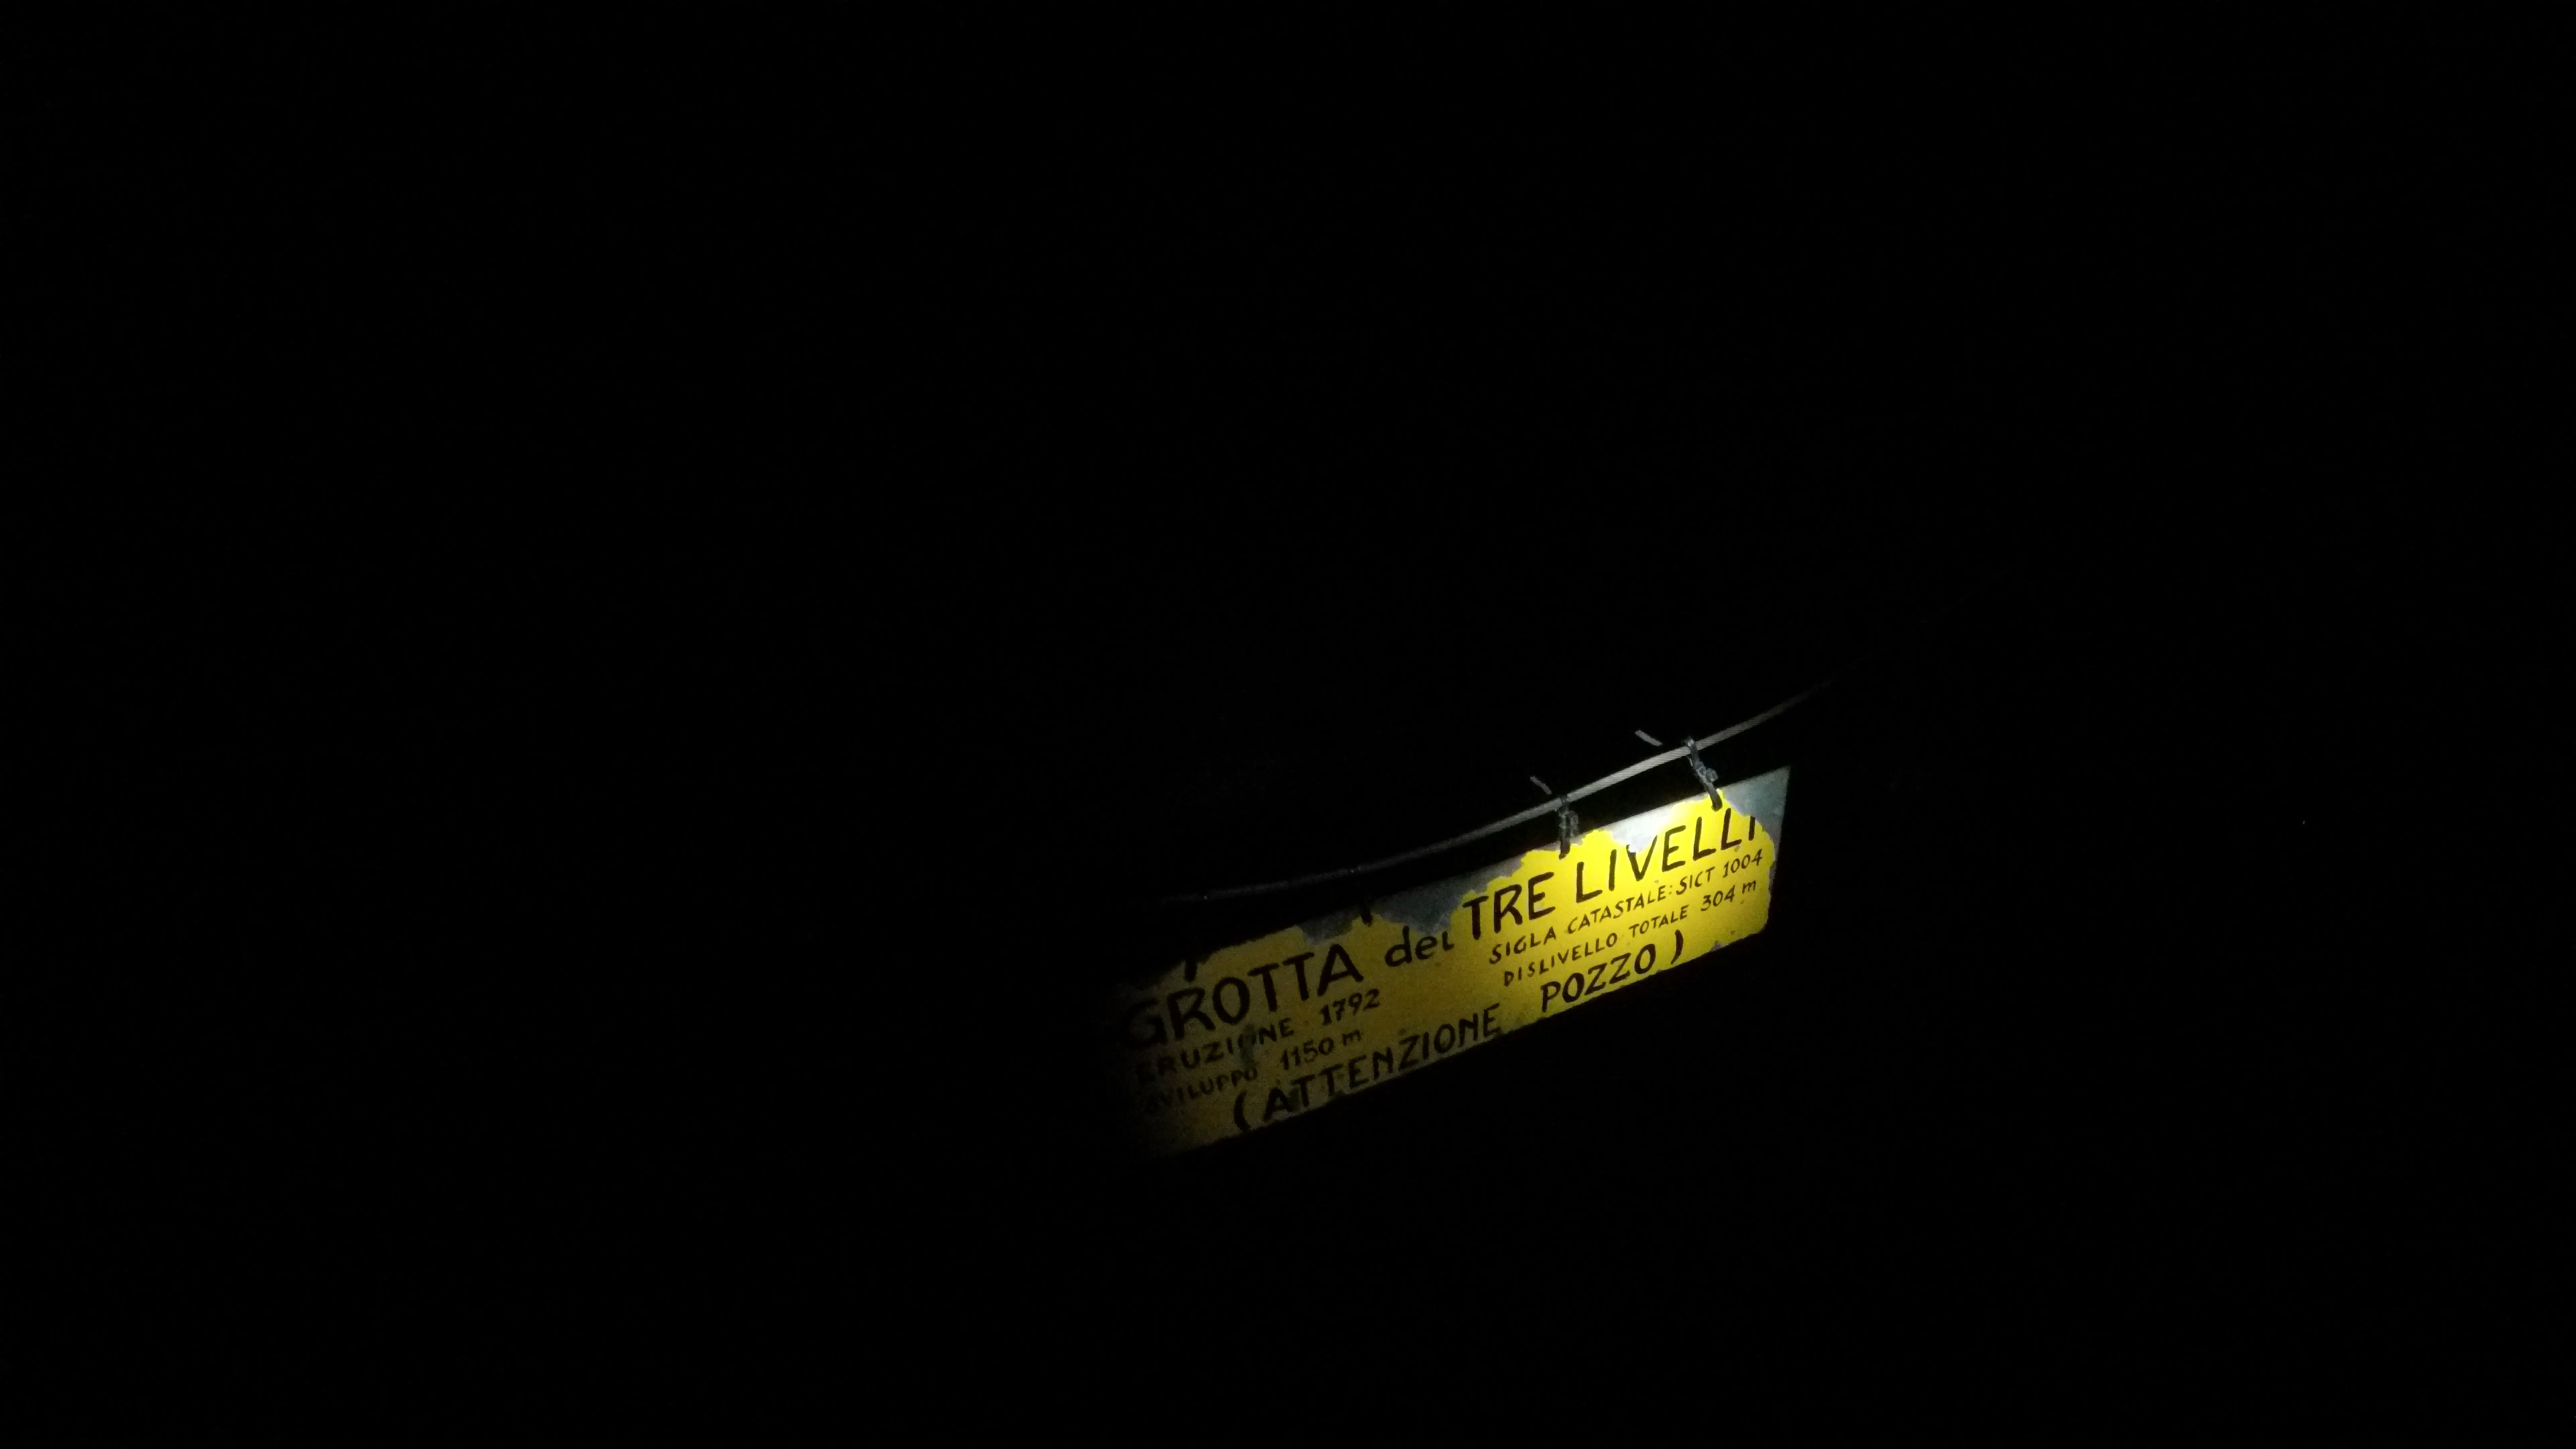 GROTTA dei TRE LIVELLI
ERUZIONE 1792 SIGLA CATASTALE: SICT 1004
SVILUPPO 1150 m DISLIVELLO TOTALE 304 m
(ATTENZIONE POZZO)